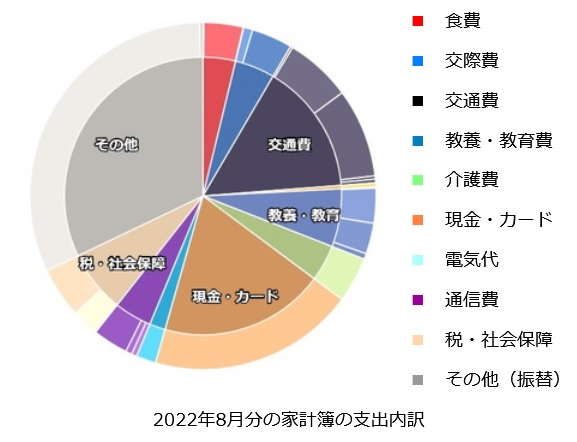 食費
交際費
交通費
教養・教育費
介護費
現金・カード
電気代
通信費
税・社会保障
その他（振替）
その他
交通費
教養・教育
税・社会保障
現金・カード
2022年8月分の家計簿の支出内訳